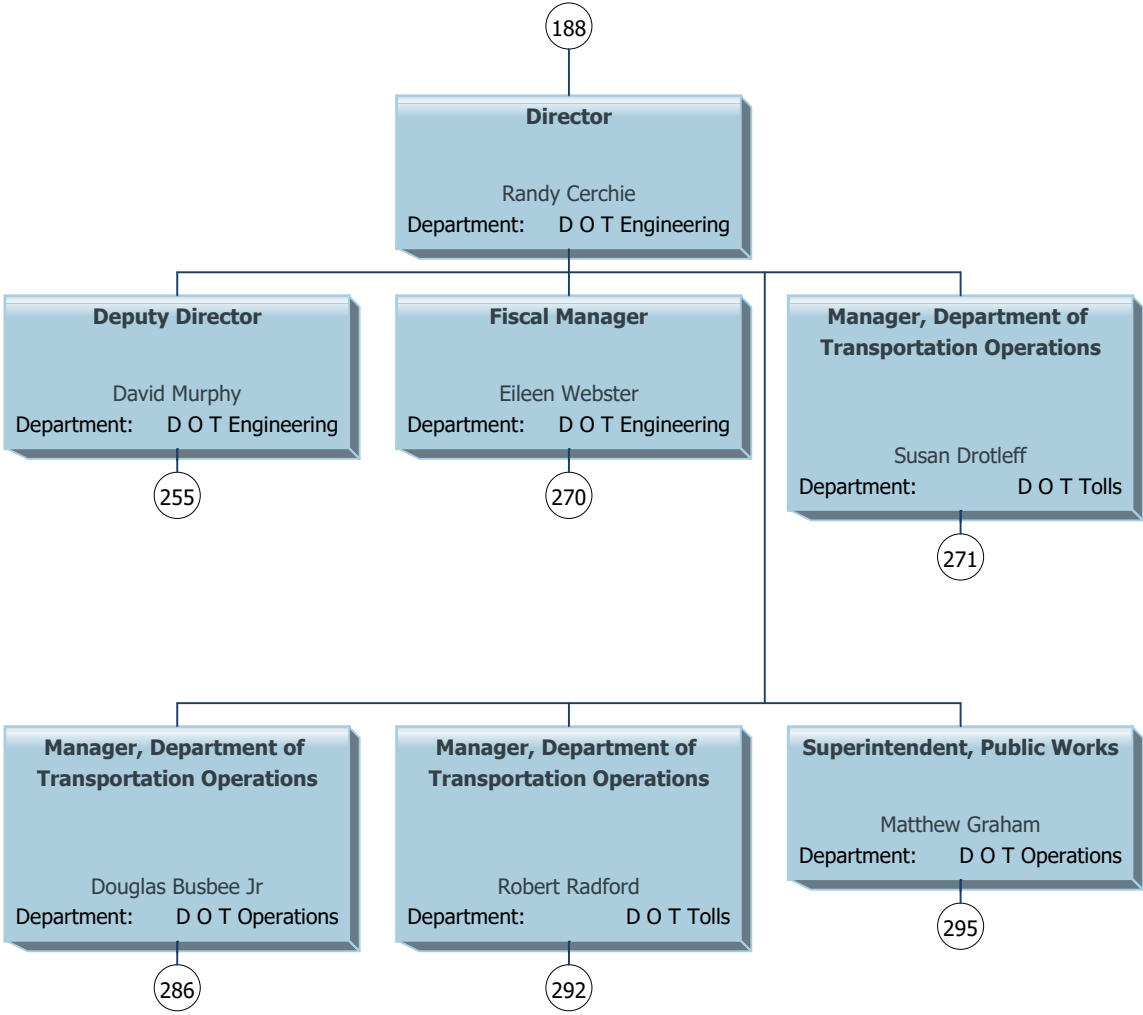 188
Director
Randy Cerchie
Department: D O T Engineering
Deputy Director
David Murphy
Department: D O T Engineering
255
Fiscal Manager
Eileen Webster
Department: D O T Engineering
270
Manager, Department of
Transportation Operations
Susan Drotleff
Department: D O T Tolls
271
Manager, Department of
Transportation Operations
Douglas Busbee Jr
Department: D O T Operations
286
Manager, Department of
Transportation Operations
Robert Radford
Department: D O T Tolls
292
Superintendent, Public Works
Matthew Graham
Department: D O T Operations
295